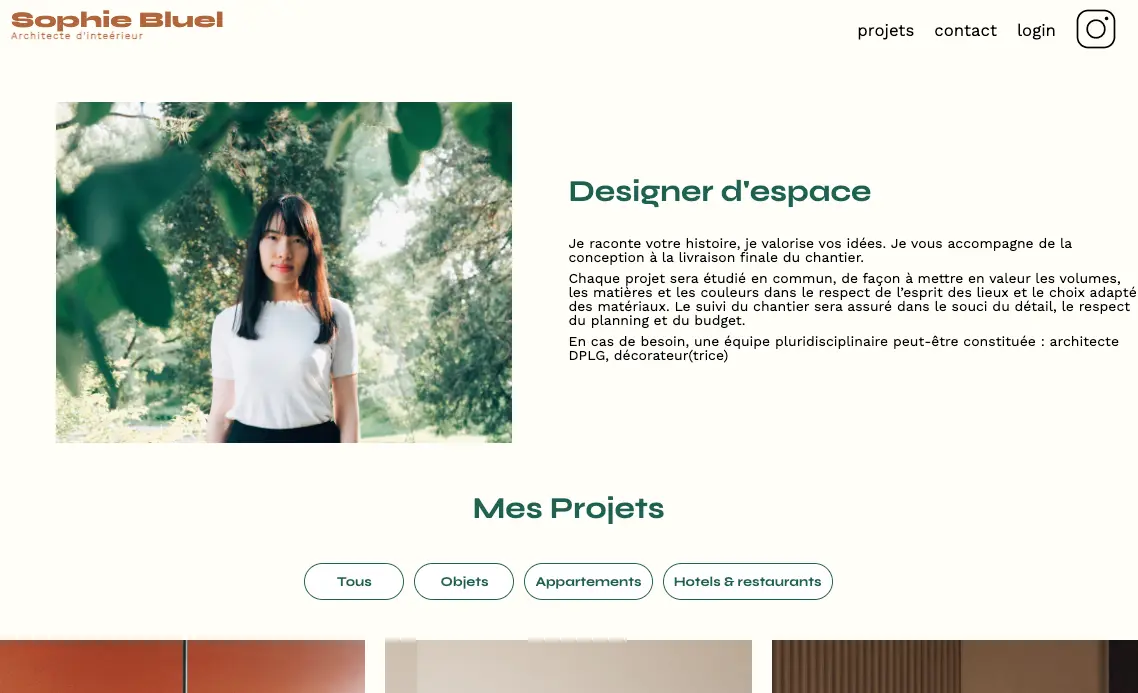 Sophie Bluel
Architecte d'inteérieur
projets contact login
Designer d'espace
Je raconte votre histoire, je valorise vos idées. Je vous accompagne de la
conception à la livraison finale du chantier.
Chaque projet sera étudié en commun, de façon à mettre en valeur les volumes,
les matières et les couleurs dans le respect de l’esprit des lieux et le choix adapté
des matériaux. Le suivi du chantier sera assuré dans le souci du détail, le respect
du planning et du budget.
En cas de besoin, une équipe pluridisciplinaire peut-être constituée : architecte
DPLG, décorateur(trice)
Mes Projets
Tous Objets Appartements Hotels & restaurants